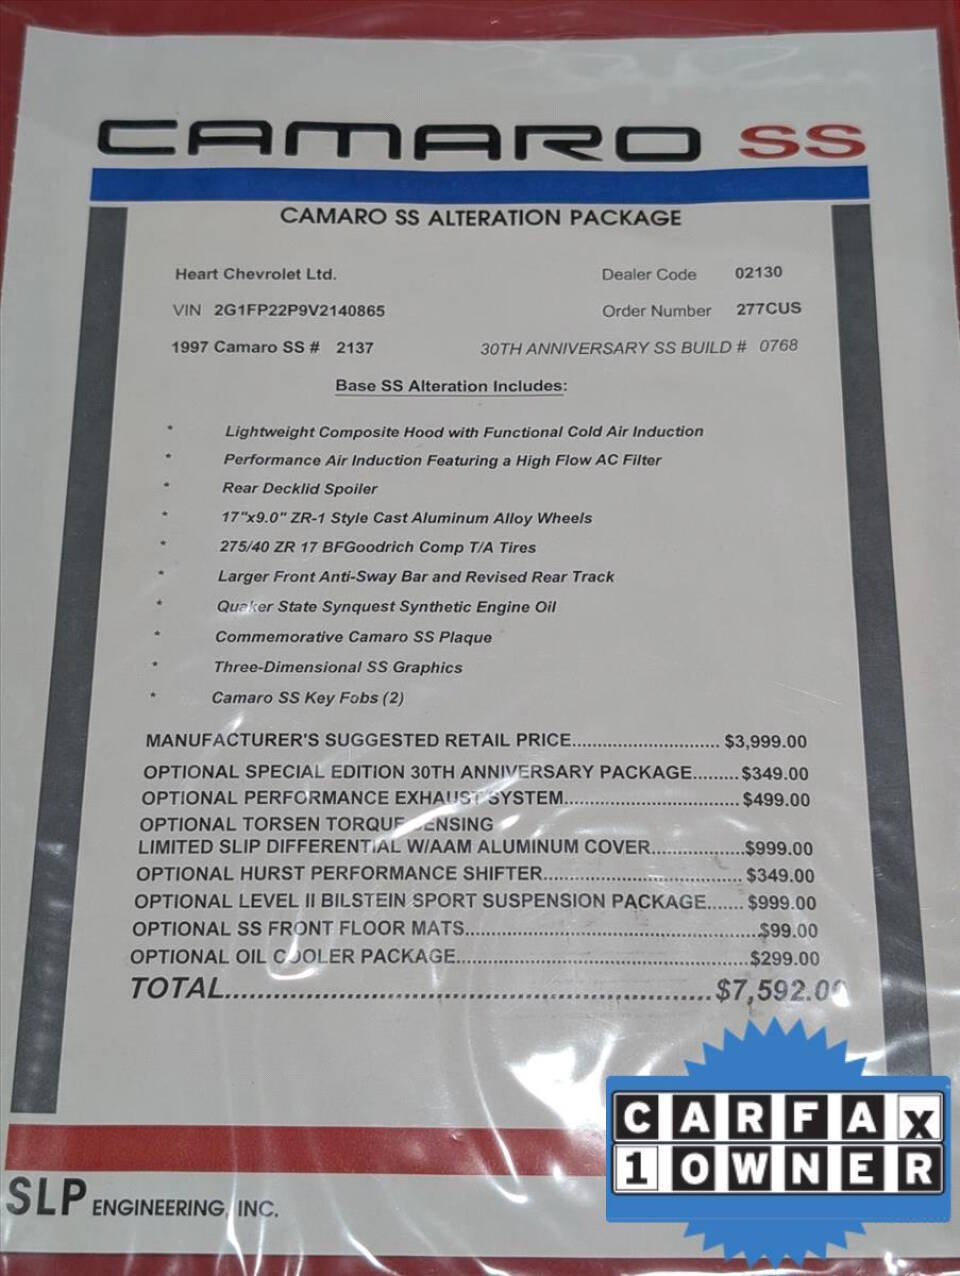 CAMARO SS
CAMARO SS ALTERATION PACKAGE
Heart Chevrolet Ltd. Dealer Code 02130
VIN 2G1FP22P9V2140865 Order Number 277CUS
1997 Camaro SS # 2137 30TH ANNIVERSARY SS BUILD # 0768
Base SS Alteration Includes:
* Lightweight Composite Hood with Functional Cold Air Induction
* Performance Air Induction Featuring a High Flow AC Filter
* Rear Decklid Spoiler
* 17"x9.0" ZR-1 Style Cast Aluminum Alloy Wheels
* 275/40 ZR 17 BFGoodrich Comp T/A Tires
* Larger Front Anti-Sway Bar and Revised Rear Track
* Quaker State Synquest Synthetic Engine Oil
* Commemorative Camaro SS Plaque
* Three-Dimensional SS Graphics
* Camaro SS Key Fobs (2)
MANUFACTURER'S SUGGESTED RETAIL PRICE............................ $3,999.00
OPTIONAL SPECIAL EDITION 30TH ANNIVERSARY PACKAGE.........$349.00
OPTIONAL PERFORMANCE EXHAUST SYSTEM...................................$499.00
OPTIONAL TORSEN TORQUE SENSING
LIMITED SLIP DIFFERENTIAL W/AAM ALUMINUM COVER...................$999.00
OPTIONAL HURST PERFORMANCE SHIFTER........................................$349.00
OPTIONAL LEVEL II BILSTEIN SPORT SUSPENSION PACKAGE.......$999.00
OPTIONAL SS FRONT FLOOR MATS..........................................................$99.00
OPTIONAL OIL COOLER PACKAGE...........................................................$299.00
TOTAL...........................................................$7,592.00
SLP ENGINEERING, INC.
CARFAX
1 OWNER